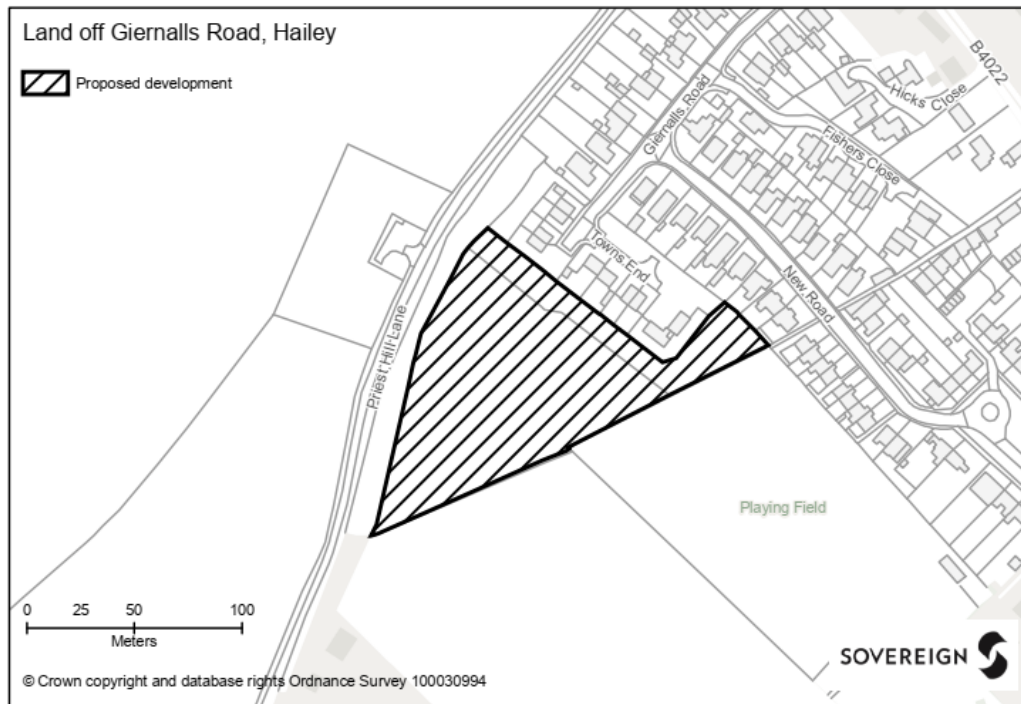 Land off Giernalls Road, Hailey
Proposed development
B4022
Hicks Close
Giernalls Road
Fishers Close
Towns End
New Road
Priest Hill Lane
Playing Field
0 25 50 100
Meters
SOVEREIGN
© Crown copyright and database rights Ordnance Survey 100030994